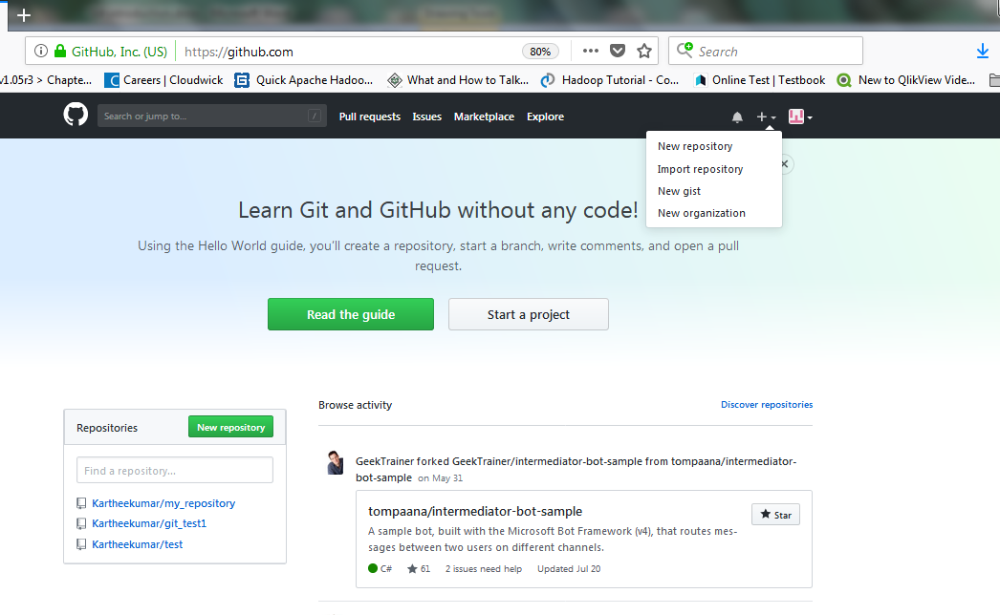 GitHub, Inc. (US)
https://github.com
80%
Search
v1.05r3 > Chapte...
Careers | Cloudwick
Quick Apache Hadoo...
What and How to Talk...
Hadoop Tutorial - Co...
Online Test | Testbook
New to QlikView Vide...
Search or jump to...
/
Pull requests
Issues
Marketplace
Explore
New repository
Import repository
New gist
New organization
Learn Git and GitHub without any code!
Using the Hello World guide, you'll create a repository, start a branch, write comments, and open a pull
request.
Read the guide
Start a project
Repositories
New repository
Find a repository...
Kartheekumar/my_repository
Kartheekumar/git_test1
Kartheekumar/test
Browse activity
Discover repositories
GeekTrainer forked GeekTrainer/intermediator-bot-sample from tompaana/intermediator-
bot-sample on May 31
tompaana/intermediator-bot-sample
Star
A sample bot, built with the Microsoft Bot Framework (v4), that routes mes-
sages between two users on different channels.
C# 61 2 issues need help Updated Jul 20